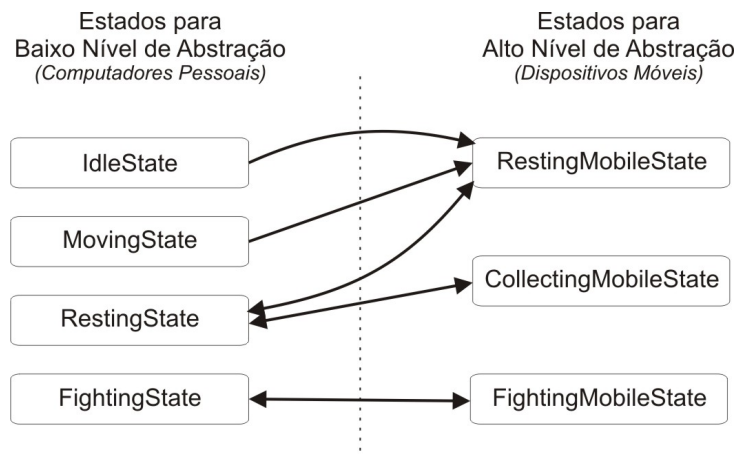 Estados para
Baixo Nível de Abstração
(Computadores Pessoais)
Estados para
Alto Nível de Abstração
(Dispositivos Móveis)
IdleState
MovingState
RestingState
FightingState
RestingMobileState
CollectingMobileState
FightingMobileState